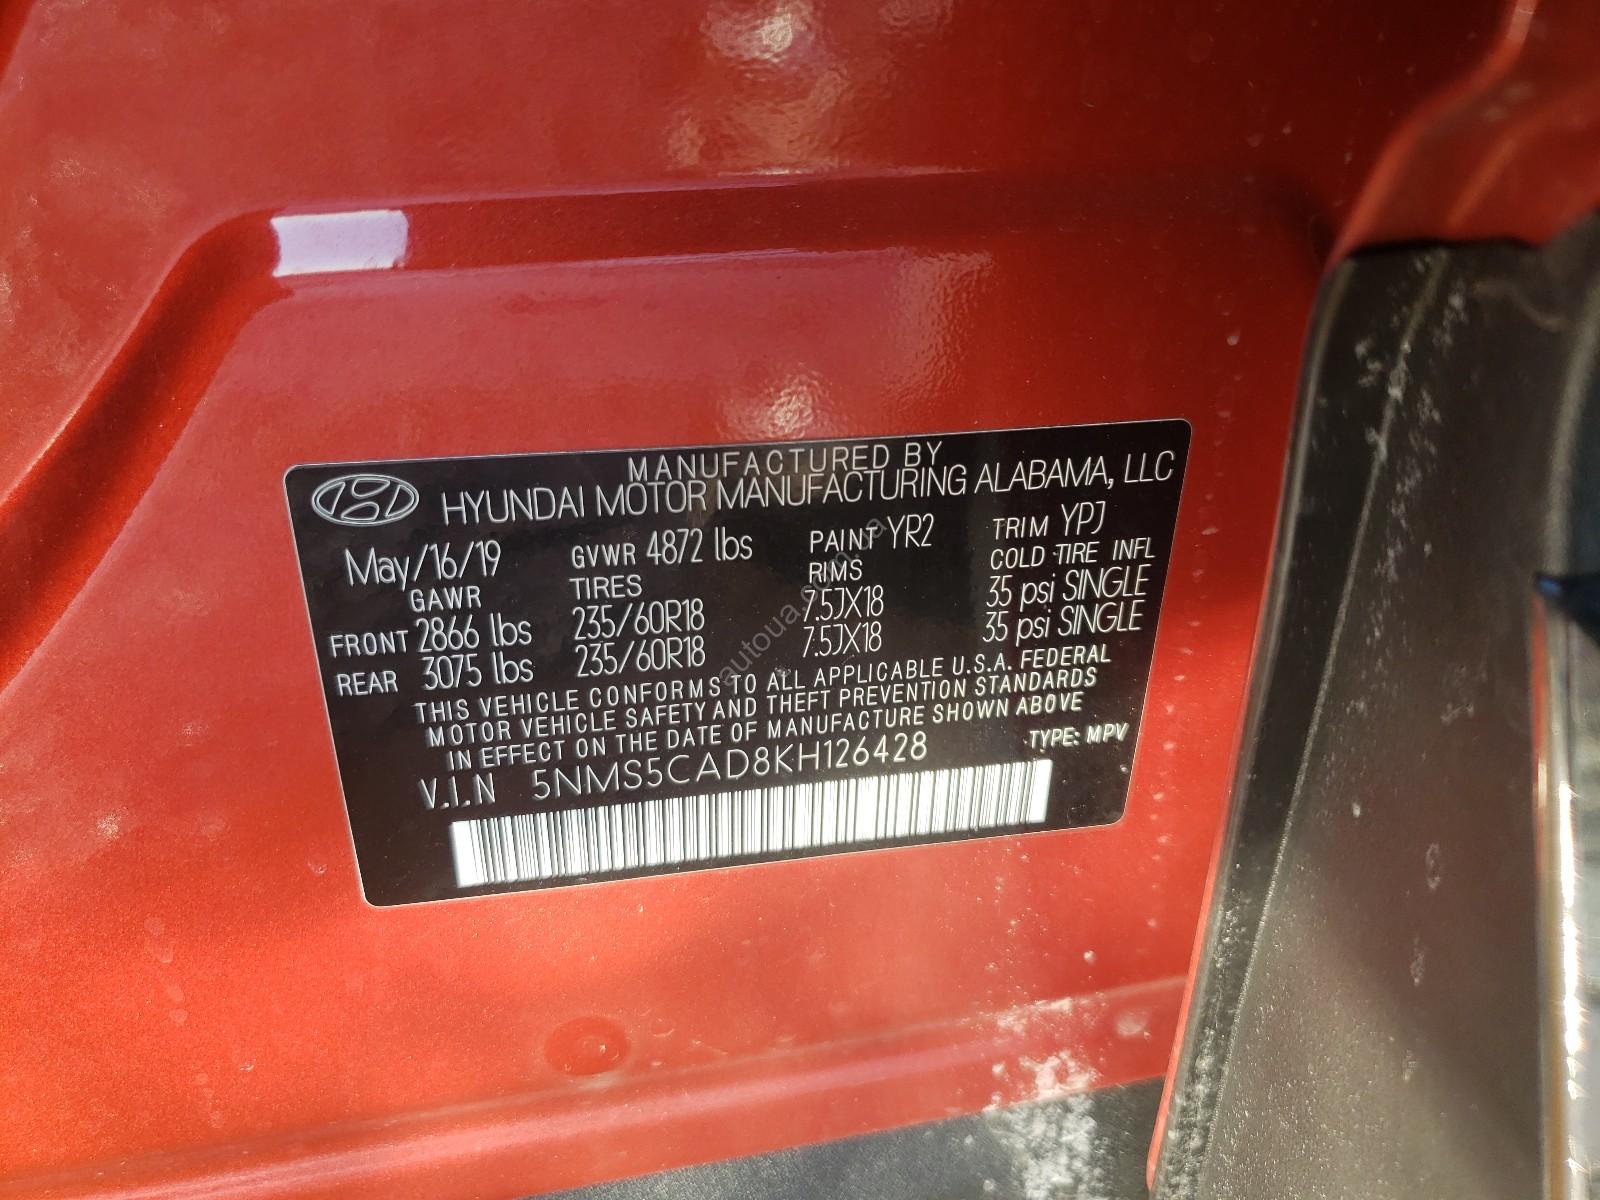 MANUFACTURED BY
HYUNDAI MOTOR MANUFACTURING ALABAMA, LLC
May/16/19 GVWR 4872 lbs PAINT YR2 TRIM YPJ
GAWR TIRES RIMS COLD TIRE INFL
FRONT 2866 lbs 235/60R18 7.5JX18 35 psi SINGLE
REAR 3075 lbs 235/60R18 7.5JX18 35 psi SINGLE
THIS VEHICLE CONFORMS TO ALL APPLICABLE U.S.A. FEDERAL
MOTOR VEHICLE SAFETY AND THEFT PREVENTION STANDARDS
IN EFFECT ON THE DATE OF MANUFACTURE SHOWN ABOVE
V.I.N 5NMS5CAD8KH126428 TYPE: MPV
autoua.com.ua